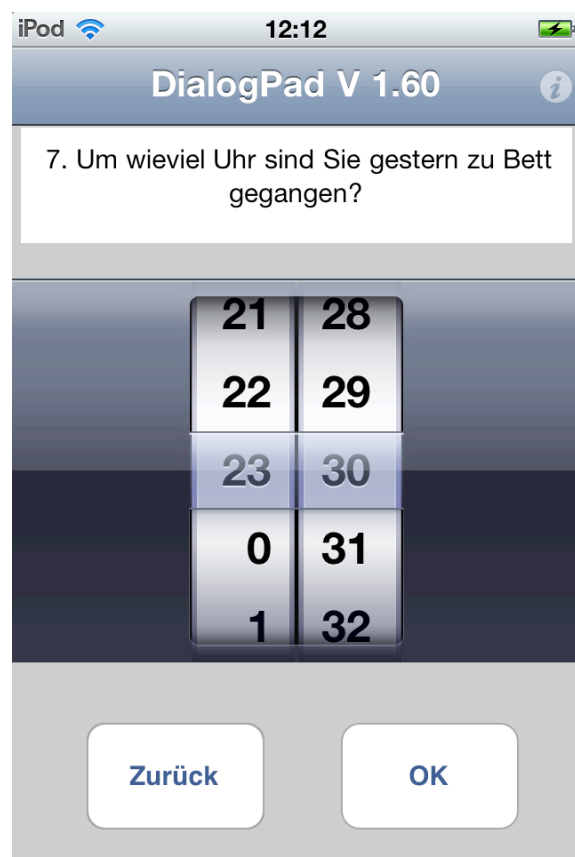 iPod 12:12
DialogPad V 1.60
i
7. Um wieviel Uhr sind Sie gestern zu Bett
gegangen?
21 28
22 29
23 30
0 31
1 32
Zurück OK